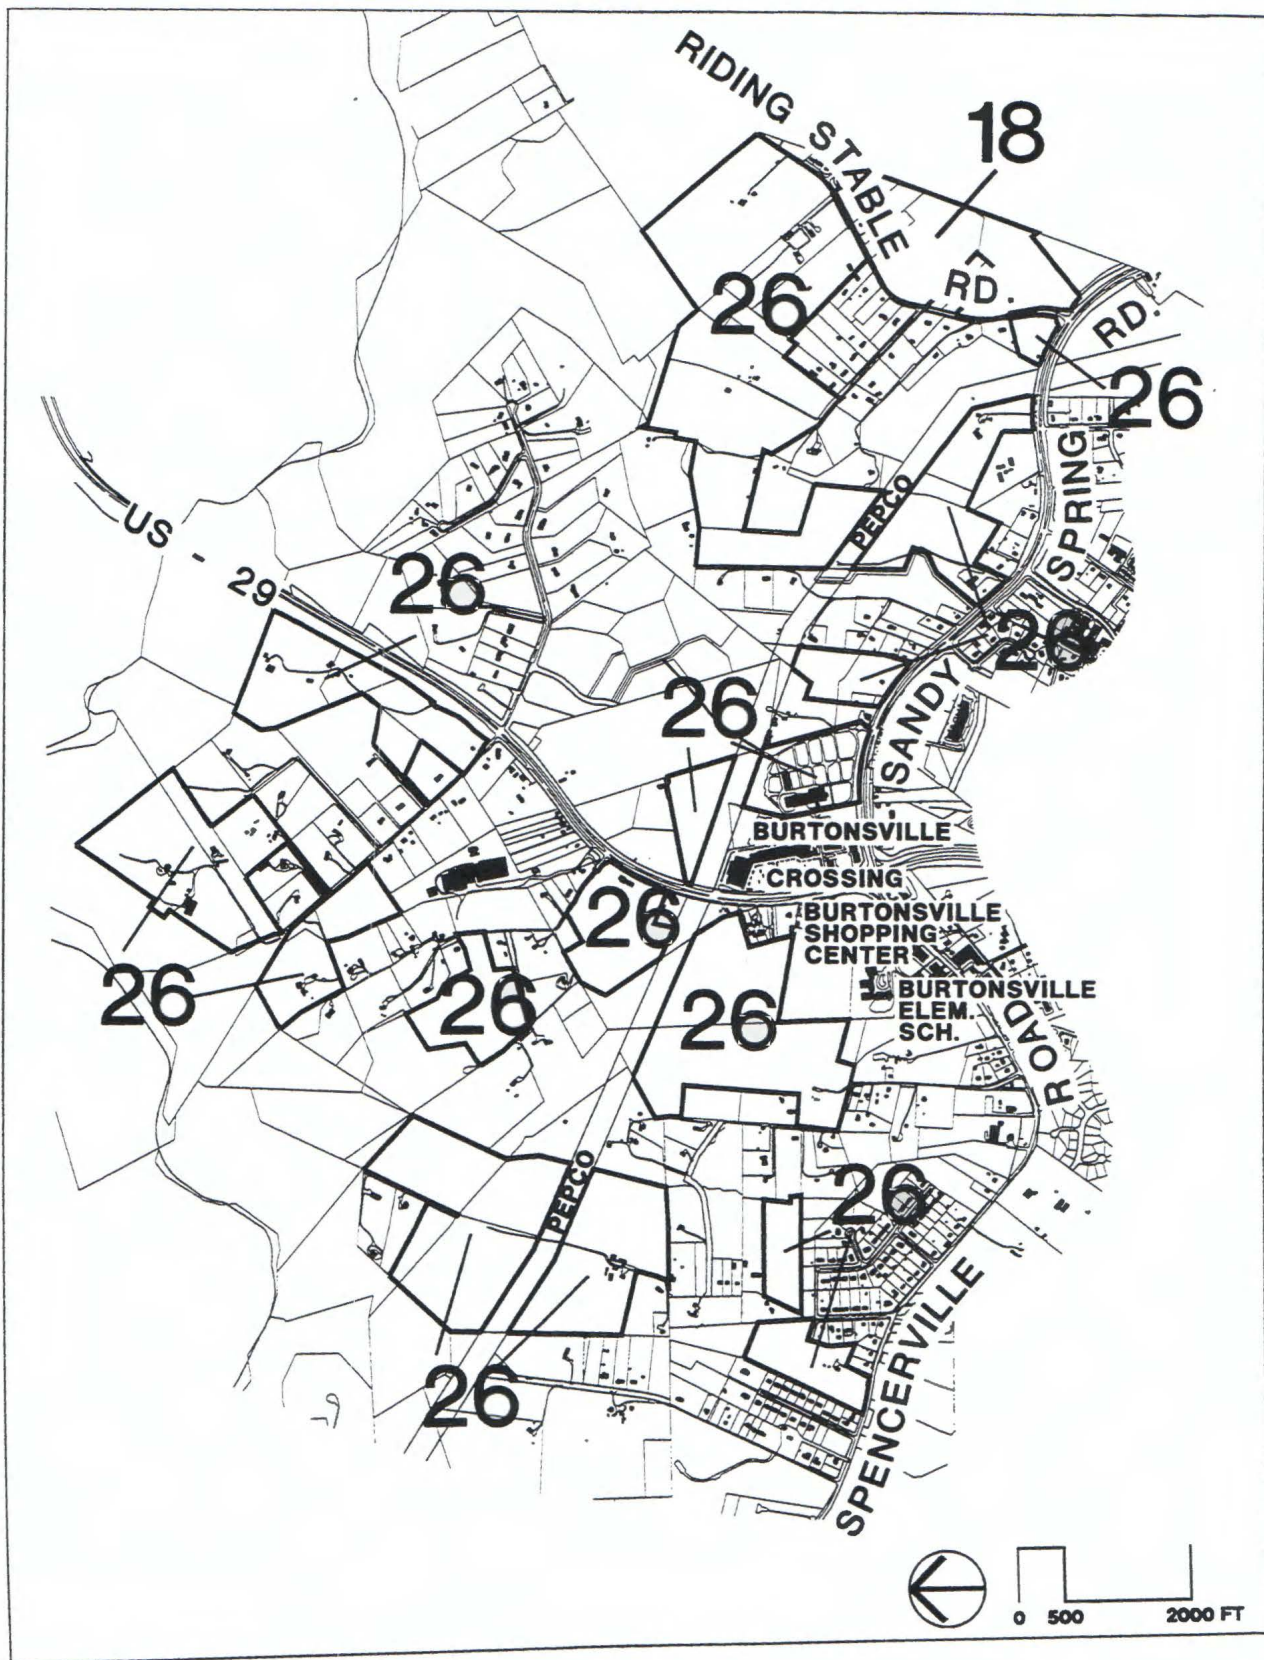 RIDING STABLE RD.
18
26
RD.
26
US - 29
26
PEPCO
SPRING
26
26
SANDY
BURTONSVILLE
CROSSING
26
BURTONSVILLE
SHOPPING
CENTER
26
26
26
BURTONSVILLE
ELEM.
SCH.
ROAD
PEPCO
26
SPENCERVILLE
26
0 500 2000 FT